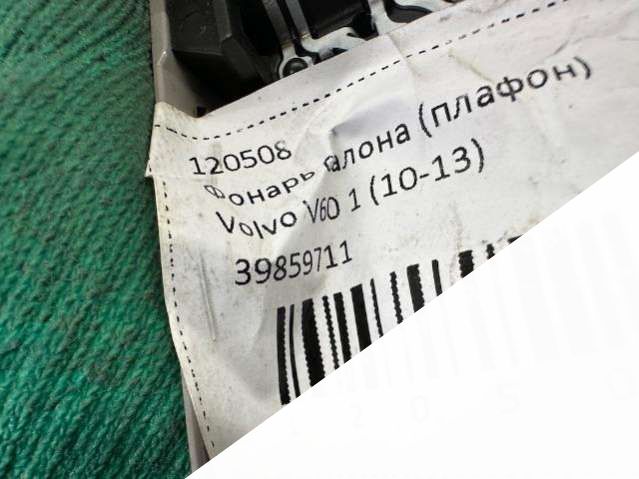 120508
Фонарь салона (плафон)
Volvo V60 1 (10-13)
39859711